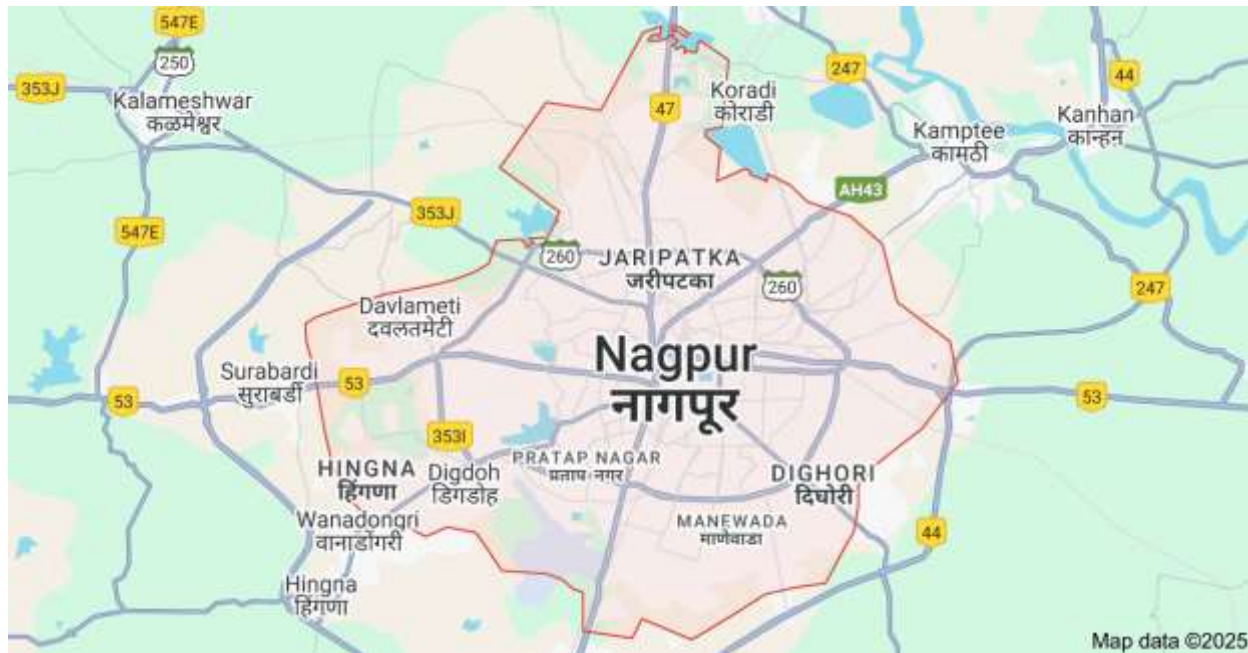 547E
250
353J
Kalameshwar
कळमेश्वर
547E
353J
47
Koradi
कोराडी
247
44
Kanhan
कान्हन
Kamptee
कामठी
AH43
260
JARIPATKA
जरीपटका
260
247
Davlameti
दवलतमेटी
Nagpur
नागपूर
Surabardi
सुराबर्डी
53
53
53
353I
HINGNA
हिंगणा
Digdoh
डिगडोह
PRATAP NAGAR
प्रताप नगर
DIGHORI
दिघोरी
Wanadongri
वानाडोंगरी
MANEWADA
माणेवाडा
44
Hingna
हिंगणा
Map data ©2025